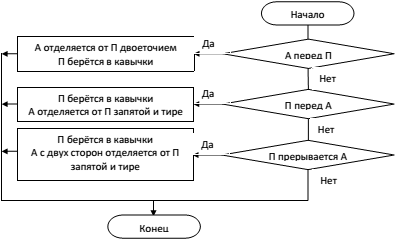 Начало
А перед П
Да
А отделяется от П двоеточием
П берётся в кавычки
Нет
П перед А
Да
П берётся в кавычки
А отделяется от П запятой и тире
Нет
П прерывается А
Да
П берётся в кавычки
А с двух сторон отделяется от П
запятой и тире
Нет
Конец